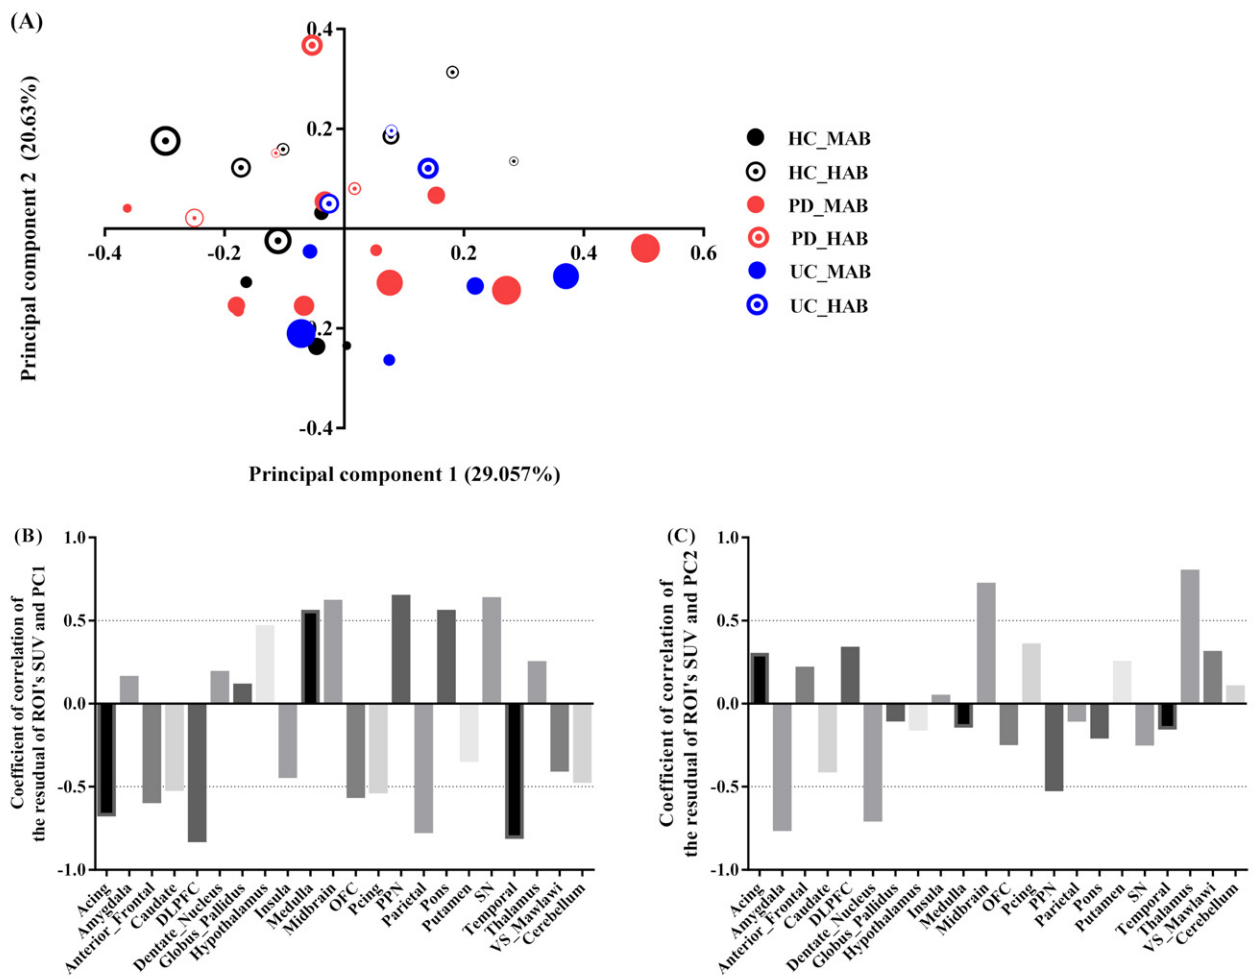 (A)
0.4
0.2
-0.4
-0.2
0.2
0.4
0.6
0.2
-0.4
Principal component 2 (20.63%)
Principal component 1 (29.057%)
HC_MAB
HC_HAB
PD_MAB
PD_HAB
UC_MAB
UC_HAB
(B)
Coefficient of correlation of
the resudual of ROI's SUV and PC1
1.0
0.5
0.0
-0.5
-1.0
Acing
Amygdala
Anterior_Frontal
Caudate
DLPFC
Dentate_Nucleus
Globus_Pallidus
Hypothalamus
Insula
Medulla
Midbrain
OFC
Pcing
PPN
Parietal
Pons
Putamen
SN
Temporal
Thalamus
VS_Mawlawi
Cerebellum
(C)
Coefficient of correlation of
the resudual of ROI's SUV and PC2
1.0
0.5
0.0
-0.5
-1.0
Acing
Amygdala
Anterior_Frontal
Caudate
DLPFC
Dentate_Nucleus
Globus_Pallidus
Hypothalamus
Insula
Medulla
Midbrain
OFC
Pcing
PPN
Parietal
Pons
Putamen
SN
Temporal
Thalamus
VS_Mawlawi
Cerebellum